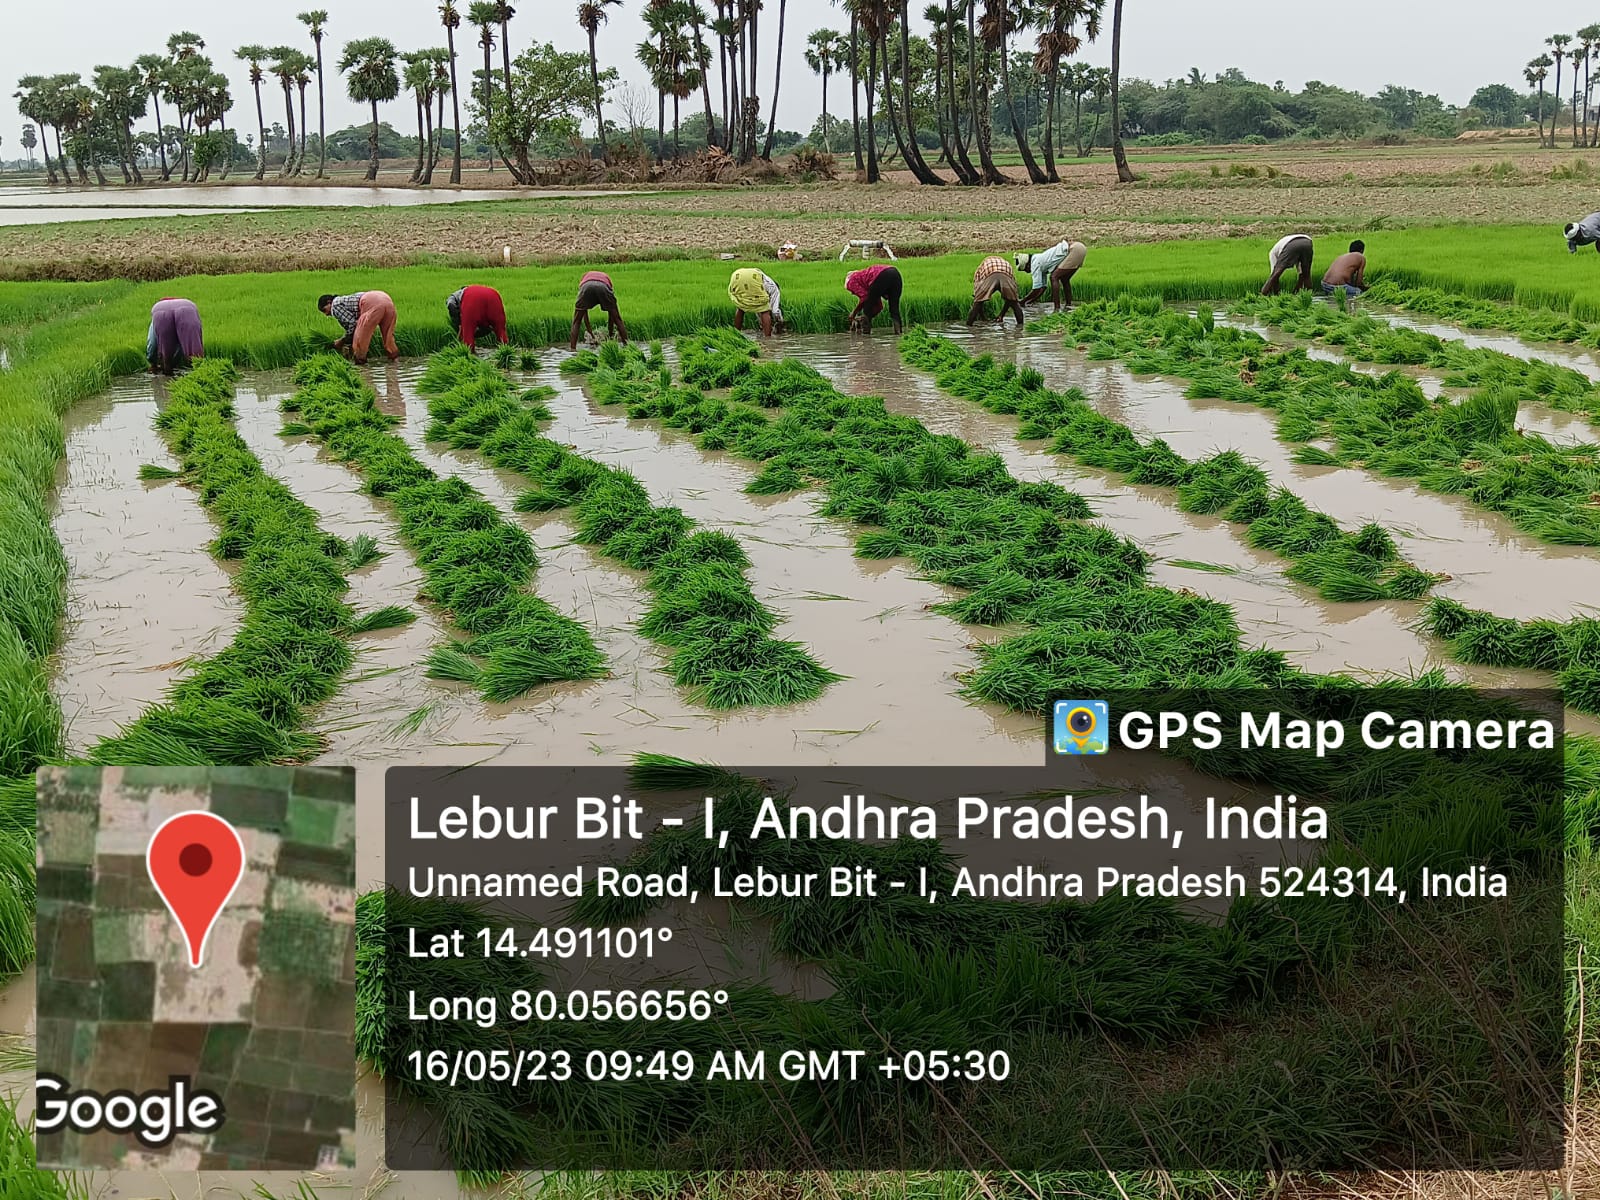 GPS Map Camera
Lebur Bit - I, Andhra Pradesh, India
Unnamed Road, Lebur Bit - I, Andhra Pradesh 524314, India
Lat 14.491101°
Long 80.056656°
16/05/23 09:49 AM GMT +05:30
Google